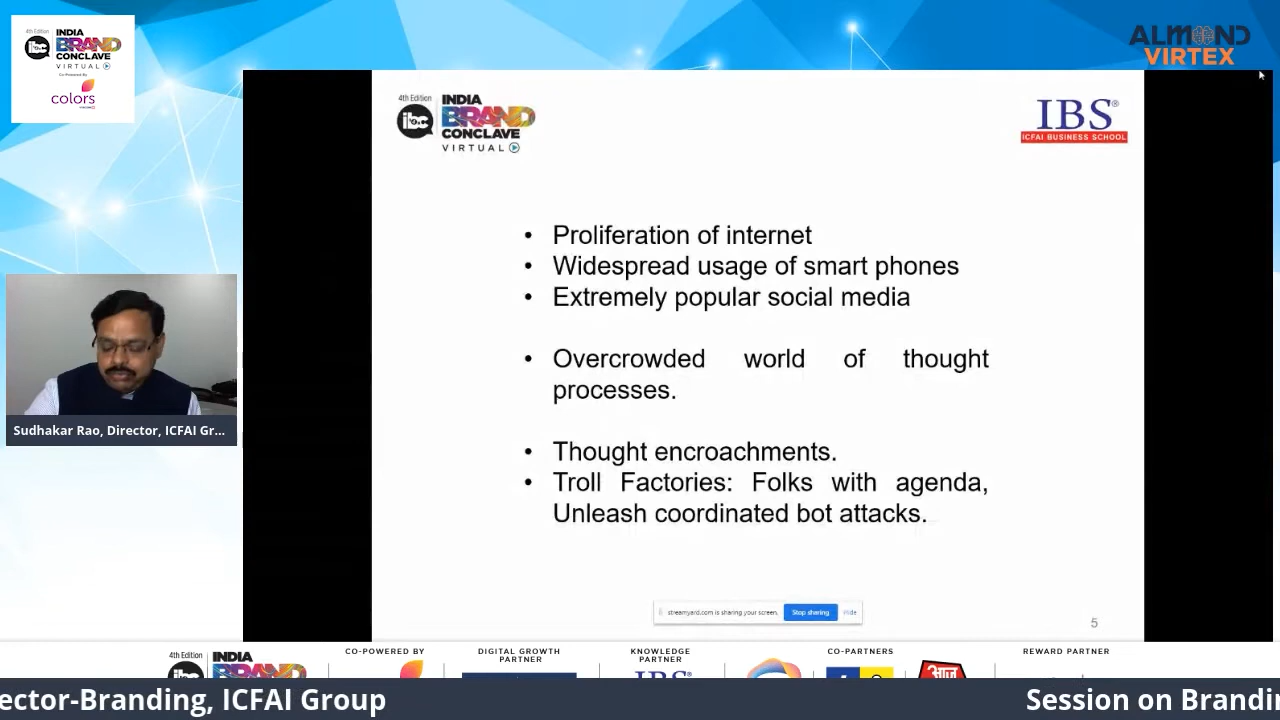 4th Edition
INDIA
ibc BRAND
CONCLAVE
VIRTUAL
Co-Powered By
colors
ALMOND
VIRTEX
4th Edition
INDIA
ibc BRAND
CONCLAVE
VIRTUAL
IBS®
ICFAI BUSINESS SCHOOL
• Proliferation of internet
• Widespread usage of smart phones
• Extremely popular social media
• Overcrowded world of thought
processes.
• Thought encroachments.
• Troll Factories: Folks with agenda,
Unleash coordinated bot attacks.
streamyard.com is sharing your screen. Stop sharing Hide
5
Sudhakar Rao, Director, ICFAI Gr...
4th Edition
INDIA
BRAND
CO-POWERED BY
DIGITAL GROWTH
PARTNER
KNOWLEDGE
PARTNER
IBS®
CO-PARTNERS
REWARD PARTNER
ector-Branding, ICFAI Group
Session on Brandi